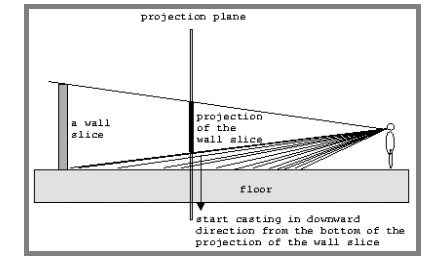 projection plane
a wall
slice
projection
of the
wall slice
floor
start casting in downward
direction from the bottom of the
projection of the wall slice